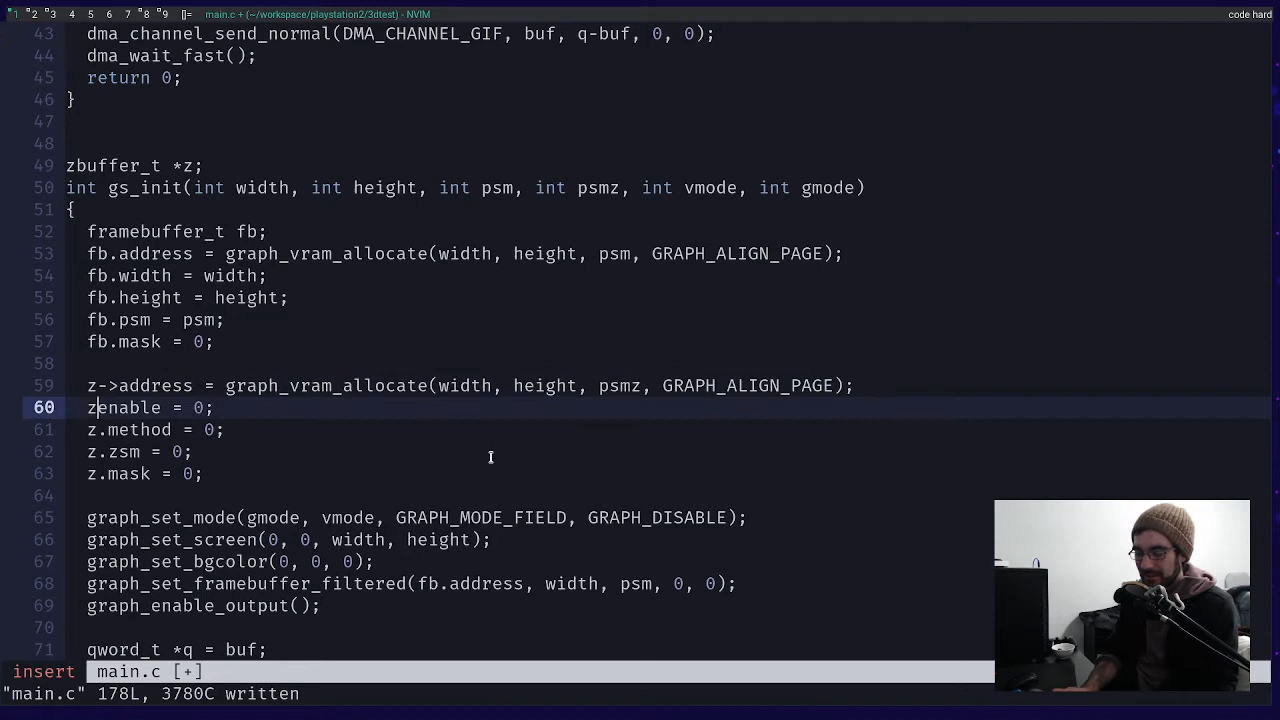 1 2 3 4 5 6 7 8 9 []= main.c + (~/workspace/playstation2/3dtest) - NVIM code hard
43 dma_channel_send_normal(DMA_CHANNEL_GIF, buf, q-buf, 0, 0);
44 dma_wait_fast();
45 return 0;
46 }
47
48
49 zbuffer_t *z;
50 int gs_init(int width, int height, int psm, int psmz, int vmode, int gmode)
51 {
52 framebuffer_t fb;
53 fb.address = graph_vram_allocate(width, height, psm, GRAPH_ALIGN_PAGE);
54 fb.width = width;
55 fb.height = height;
56 fb.psm = psm;
57 fb.mask = 0;
58
59 z->address = graph_vram_allocate(width, height, psmz, GRAPH_ALIGN_PAGE);
60 zenable = 0;
61 z.method = 0;
62 z.zsm = 0;
63 z.mask = 0;
64
65 graph_set_mode(gmode, vmode, GRAPH_MODE_FIELD, GRAPH_DISABLE);
66 graph_set_screen(0, 0, width, height);
67 graph_set_bgcolor(0, 0, 0);
68 graph_set_framebuffer_filtered(fb.address, width, psm, 0, 0);
69 graph_enable_output();
70
71 qword_t *q = buf;
insert main.c [+]
"main.c" 178L, 3780C written